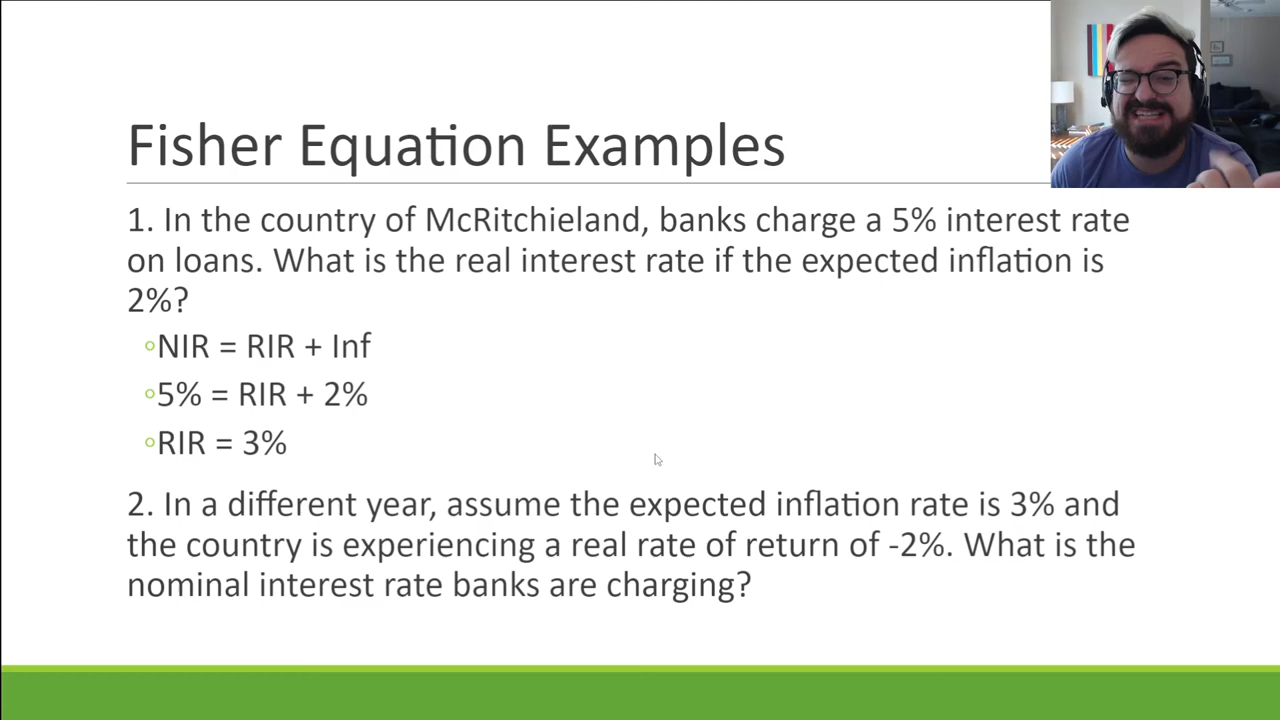 Fisher Equation Examples
1. In the country of McRitchieland, banks charge a 5% interest rate
on loans. What is the real interest rate if the expected inflation is
2%?
◦NIR = RIR + Inf
◦5% = RIR + 2%
◦RIR = 3%
2. In a different year, assume the expected inflation rate is 3% and
the country is experiencing a real rate of return of -2%. What is the
nominal interest rate banks are charging?